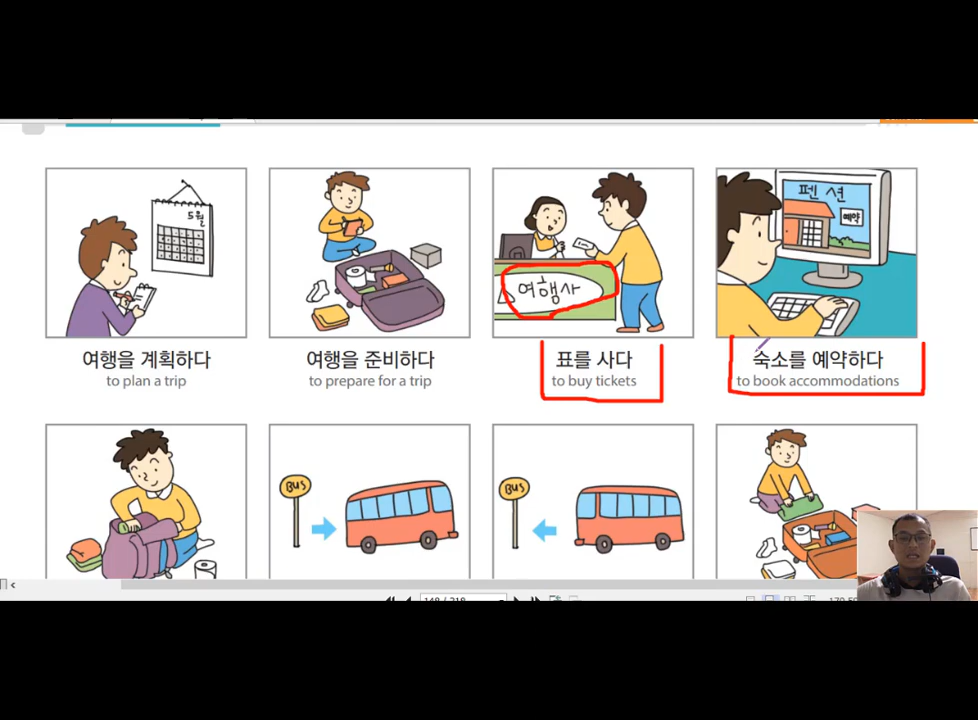 5월
여행사
펜션
예약
여행을 계획하다
to plan a trip
여행을 준비하다
to prepare for a trip
표를 사다
to buy tickets
숙소를 예약하다
to book accommodations
BUS
BUS
148 / 218